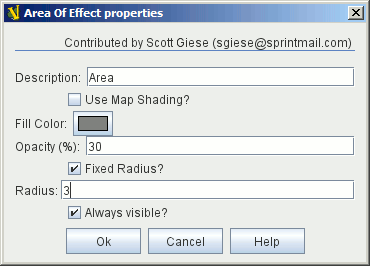 Area Of Effect properties
Contributed by Scott Giese (sgiese@sprintmail.com)
Description: Area
Use Map Shading?
Fill Color:
Opacity (%): 30
Fixed Radius?
Radius: 3
Always visible?
Ok Cancel Help